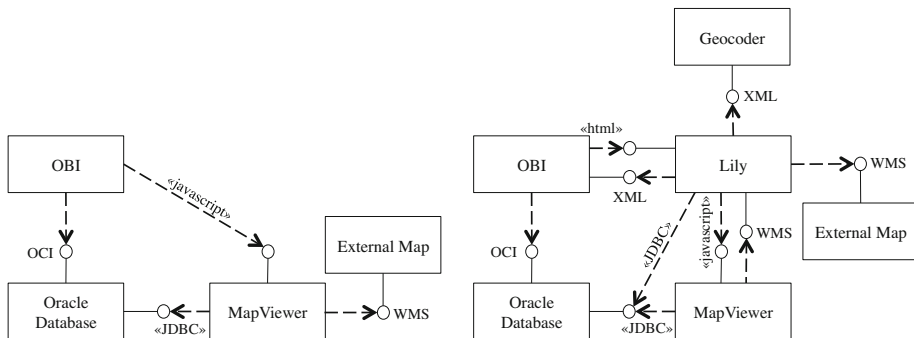 OBI
«javascript»
OCI
External Map
Oracle
Database
MapViewer
WMS
«JDBC»
Geocoder
XML
«html»
OBI
Lily
WMS
XML
External Map
«JDBC»
«javascript»
WMS
OCI
Oracle
Database
MapViewer
«JDBC»